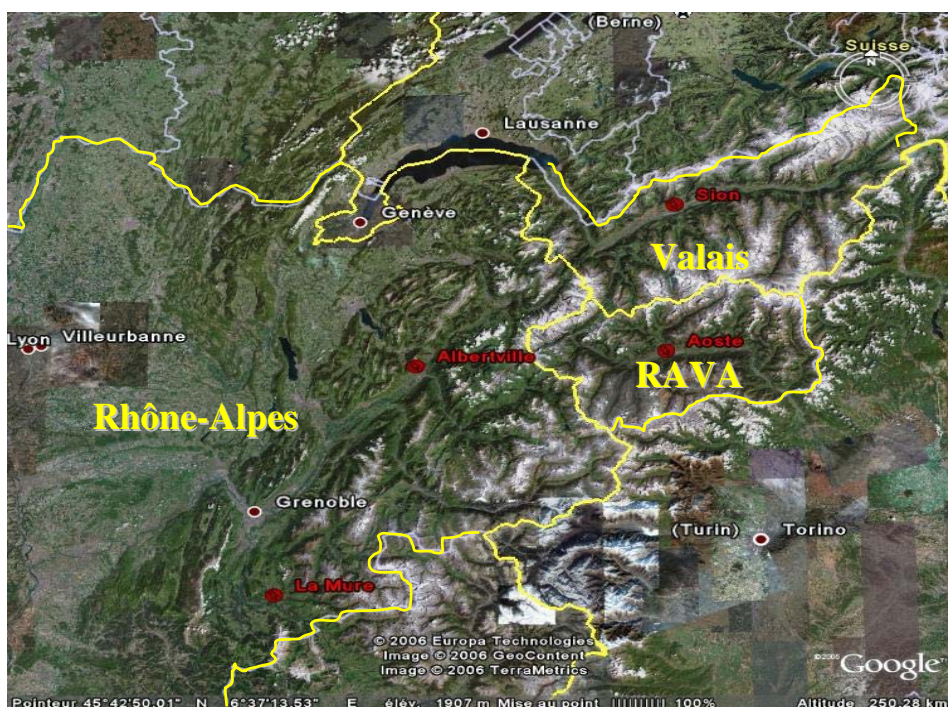 (Berne)
Suisse
N
Lausanne
Genève
Sion
Valais
Lyon Villeurbanne
Albertville
Aoste
RAVA
Rhône-Alpes
Grenoble
(Turin) Torino
La Mure
© 2006 Europa Technologies
Image © 2006 GeoContent
Image © 2006 TerraMetrics
©2005 Google
Pointeur 45°42'50.01" N 6°37'13.53" E élév. 1907 m Mise au point |||||||||| 100% Altitude 250.28 km